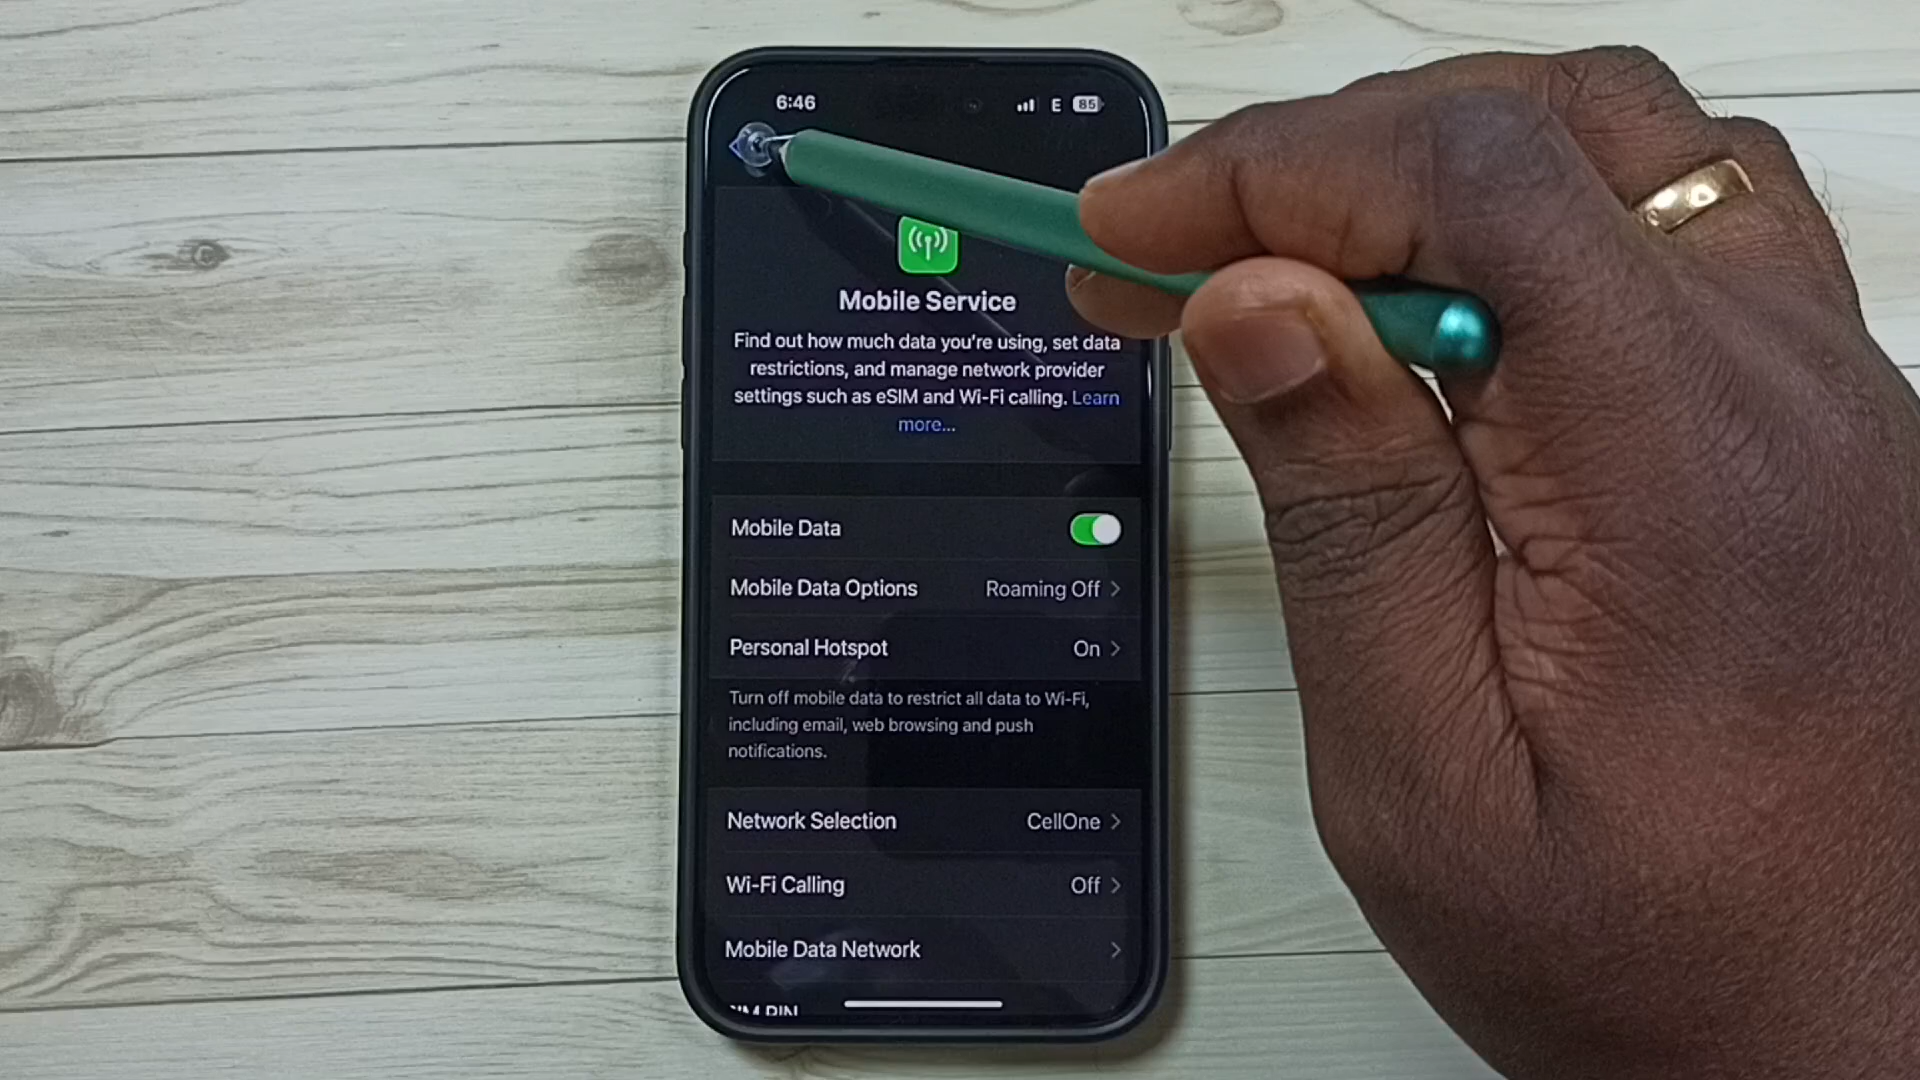 6:46 E 85
Mobile Service
Find out how much data you're using, set data
restrictions, and manage network provider
settings such as eSIM and Wi-Fi calling. Learn
more...
Mobile Data
Mobile Data Options Roaming Off
Personal Hotspot On
Turn off mobile data to restrict all data to Wi-Fi,
including email, web browsing and push
notifications.
Network Selection CellOne
Wi-Fi Calling Off
Mobile Data Network
SIM PIN